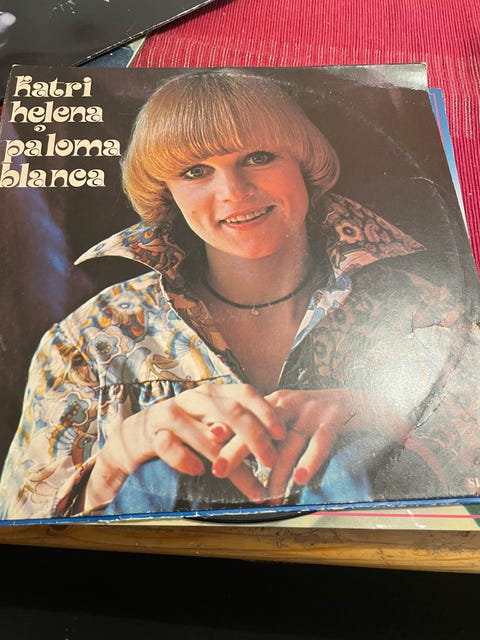 Katri
helena
paloma
blanca